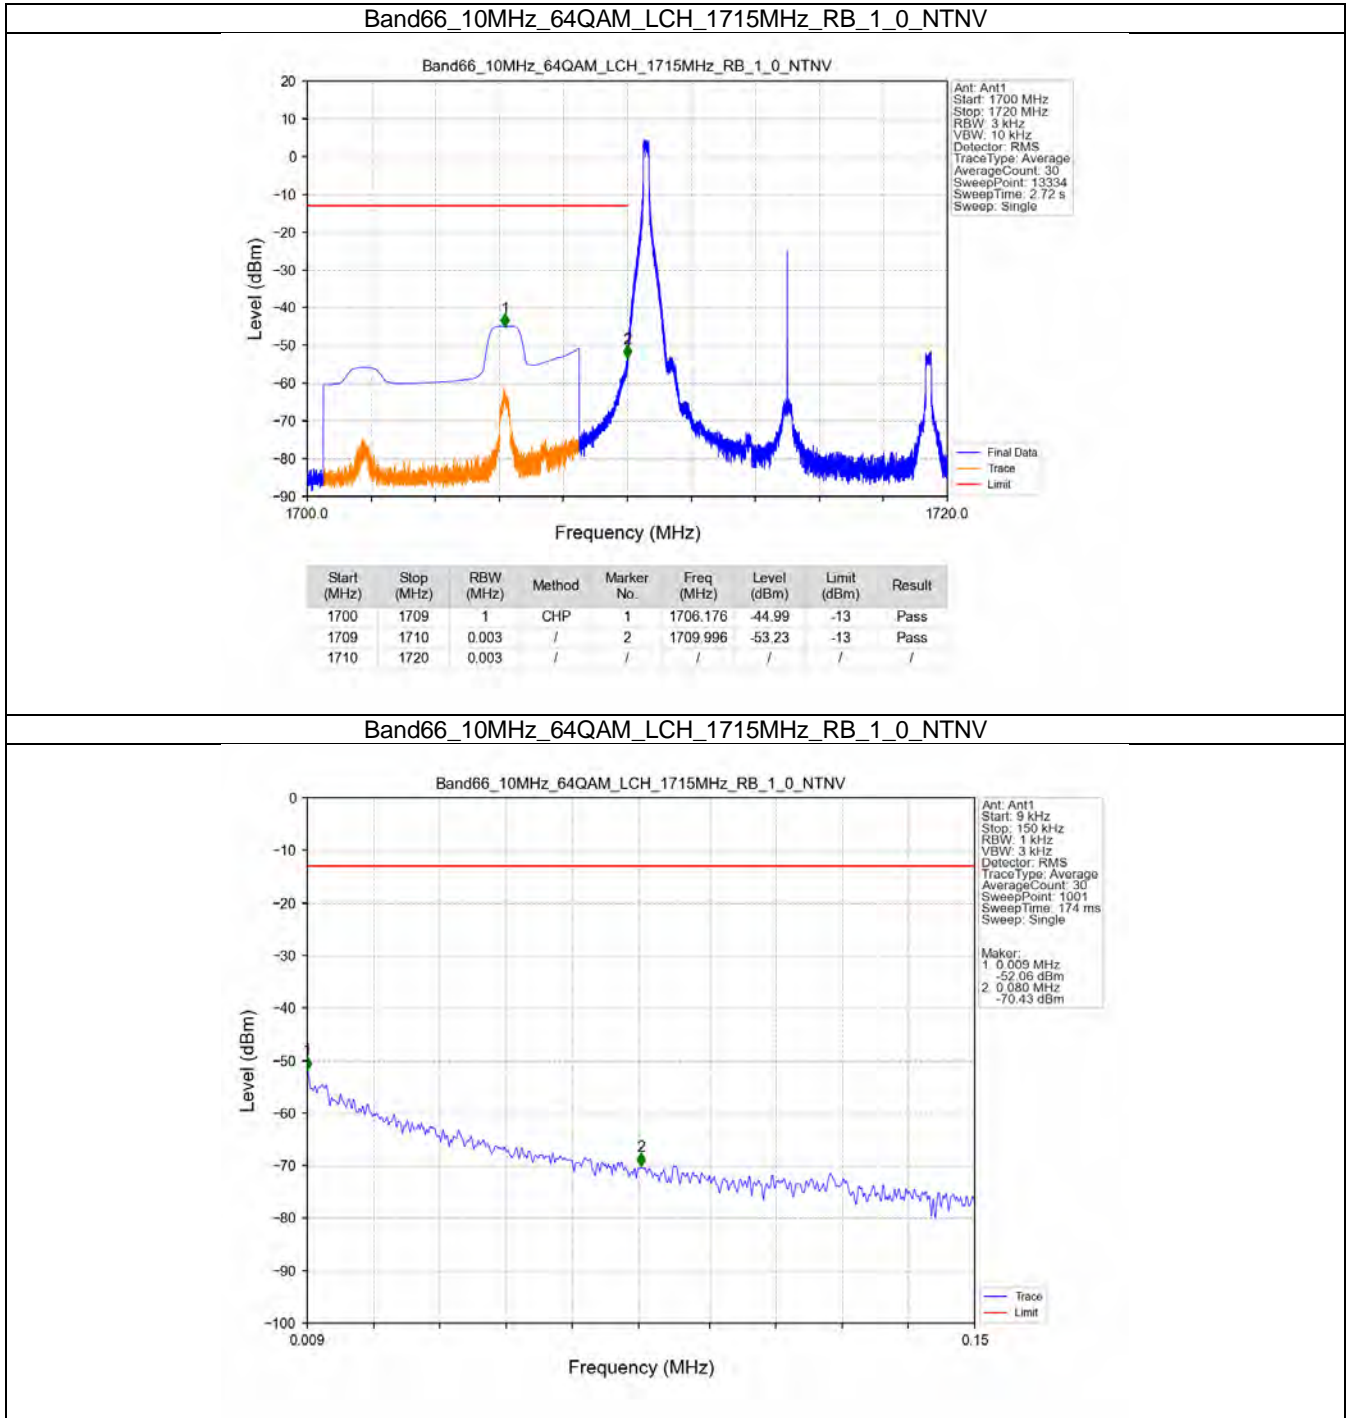 Band66_10MHz_64QAM_LCH_1715MHz_RB_1_0_NTNV
Band66_10MHz_64QAM_LCH_1715MHz_RB_1_0_NTNV
Ant: Ant1
Start: 1700 MHz
Stop: 1720 MHz
RBW: 3 kHz
VBW: 10 kHz
Detector: RMS
TraceType: Average
AverageCount: 30
SweepPoint: 13334
SweepTime: 2.72 s
Sweep: Single
20
10
0
−10
−20
−30
−40
−50
−60
−70
−80
−90
Level (dBm)
1
2
Final Data
Trace
Limit
1700.0 1720.0
Frequency (MHz)
Start (MHz) Stop (MHz) RBW (MHz) Method Marker No. Freq (MHz) Level (dBm) Limit (dBm) Result
1700 1709 1 CHP 1 1706.176 -44.99 -13 Pass
1709 1710 0.003 / 2 1709.996 -53.23 -13 Pass
1710 1720 0.003 / / / / / /
Band66_10MHz_64QAM_LCH_1715MHz_RB_1_0_NTNV
Band66_10MHz_64QAM_LCH_1715MHz_RB_1_0_NTNV
Ant: Ant1
Start: 9 kHz
Stop: 150 kHz
RBW: 1 kHz
VBW: 3 kHz
Detector: RMS
TraceType: Average
AverageCount: 30
SweepPoint: 1001
SweepTime: 174 ms
Sweep: Single
Maker:
1 0.009 MHz
-52.06 dBm
2 0.080 MHz
-70.43 dBm
0
−10
−20
−30
−40
−50
−60
−70
−80
−90
−100
Level (dBm)
1
2
Trace
Limit
0.009 0.15
Frequency (MHz)